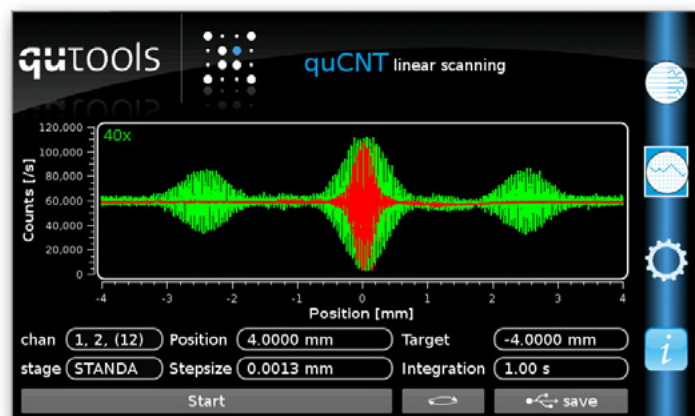 qutools
quCNT linear scanning
40x
Counts [/s]
120,000
100,000
80,000
60,000
40,000
20,000
0
-4 -3 -2 -1 0 1 2 3 4
Position [mm]
chan 1, 2, (12) Position 4.0000 mm Target -4.0000 mm
stage STANDA Stepsize 0.0013 mm Integration 1.00 s
Start save
i